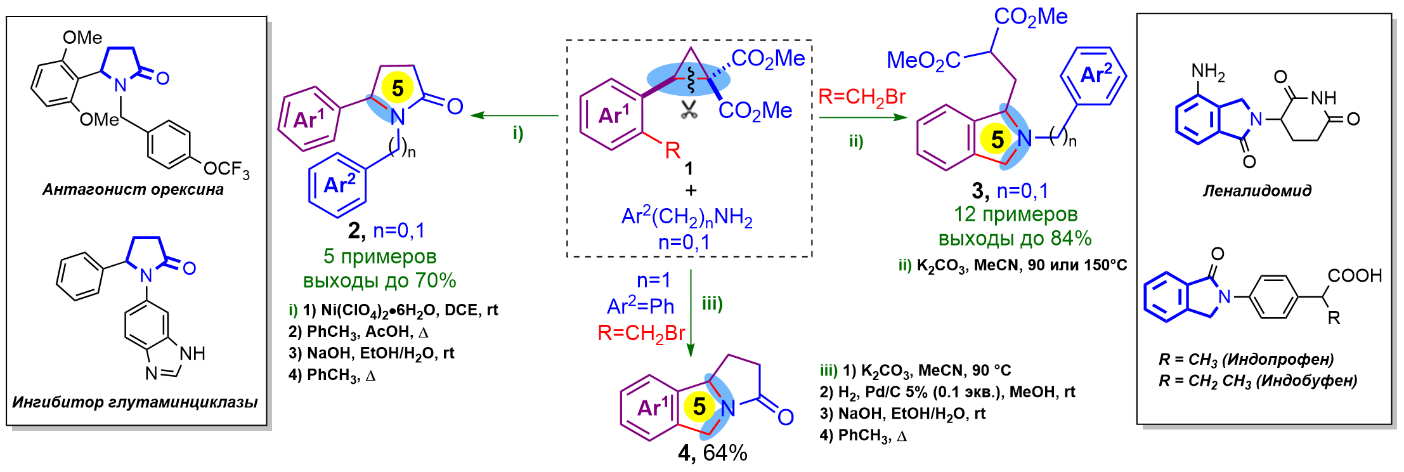 OMe
N
O
OMe
OCF3
Антагонист орексина
N
O
N
NH
Ингибитор глутаминциклазы
5
Ar1
N
O
( )n
Ar2
2, n=0,1
5 примеров
выходы до 70%
i) 1) Ni(ClO4)2•6H2O, DCE, rt
2) PhCH3, AcOH, Δ
3) NaOH, EtOH/H2O, rt
4) PhCH3, Δ
i)
CO2Me
CO2Me
Ar1
R
1
+
Ar2(CH2)nNH2
n=0,1
n=1
Ar2=Ph
R=CH2Br
iii)
Ar1
5
N
O
4, 64%
R=CH2Br
ii)
CO2Me
MeO2C
Ar2
5
N
( )n
3, n=0,1
12 примеров
выходы до 84%
ii) K2CO3, MeCN, 90 или 150°C
iii) 1) K2CO3, MeCN, 90 °C
2) H2, Pd/C 5% (0.1 экв.), MeOH, rt
3) NaOH, EtOH/H2O, rt
4) PhCH3, Δ
NH2
O
NH
N
O
O
Леналидомид
O
N
COOH
R
R = CH3 (Индопрофен)
R = CH2 CH3 (Индобуфен)